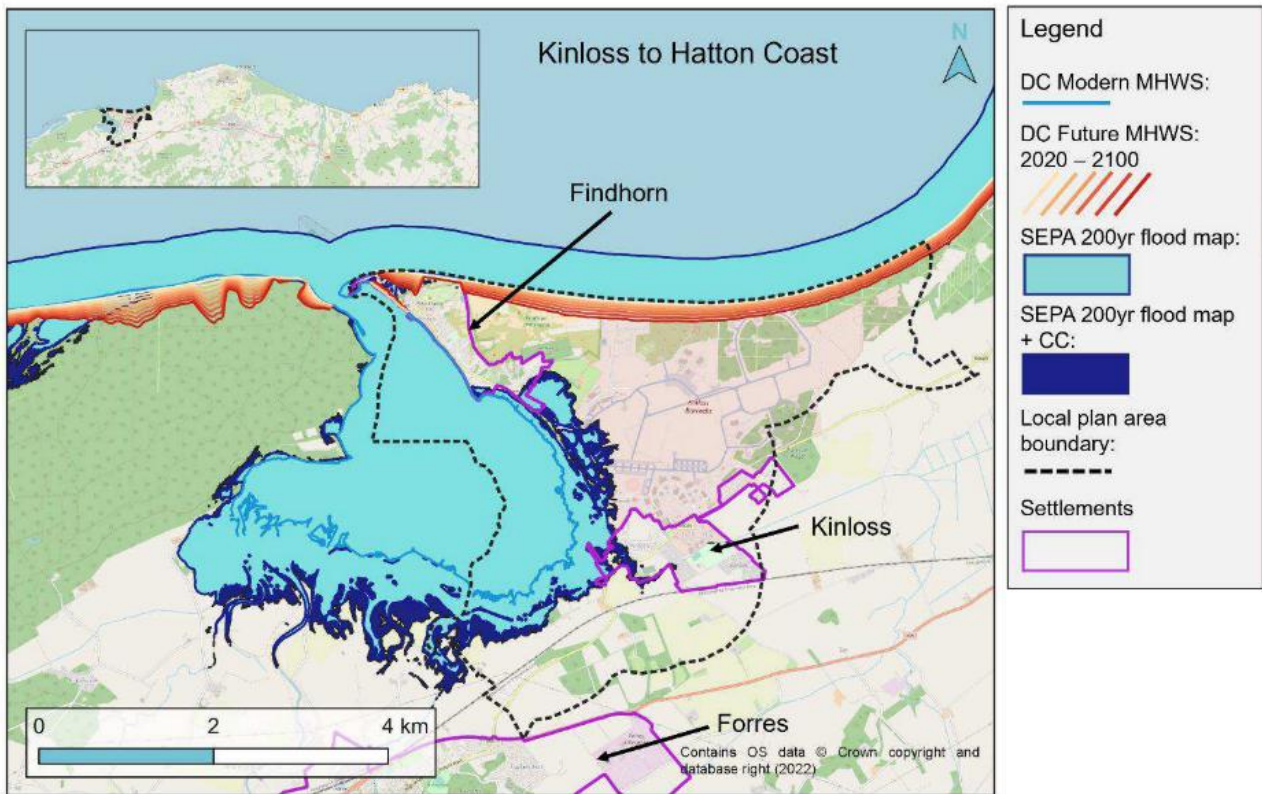 Kinloss to Hatton Coast
N
Findhorn
Kinloss
Forres
0
2
4 km
Contains OS data © Crown copyright and
database right (2022)
Legend
DC Modern MHWS:
DC Future MHWS:
2020 – 2100
SEPA 200yr flood map:
SEPA 200yr flood map
+ CC:
Local plan area
boundary:
Settlements